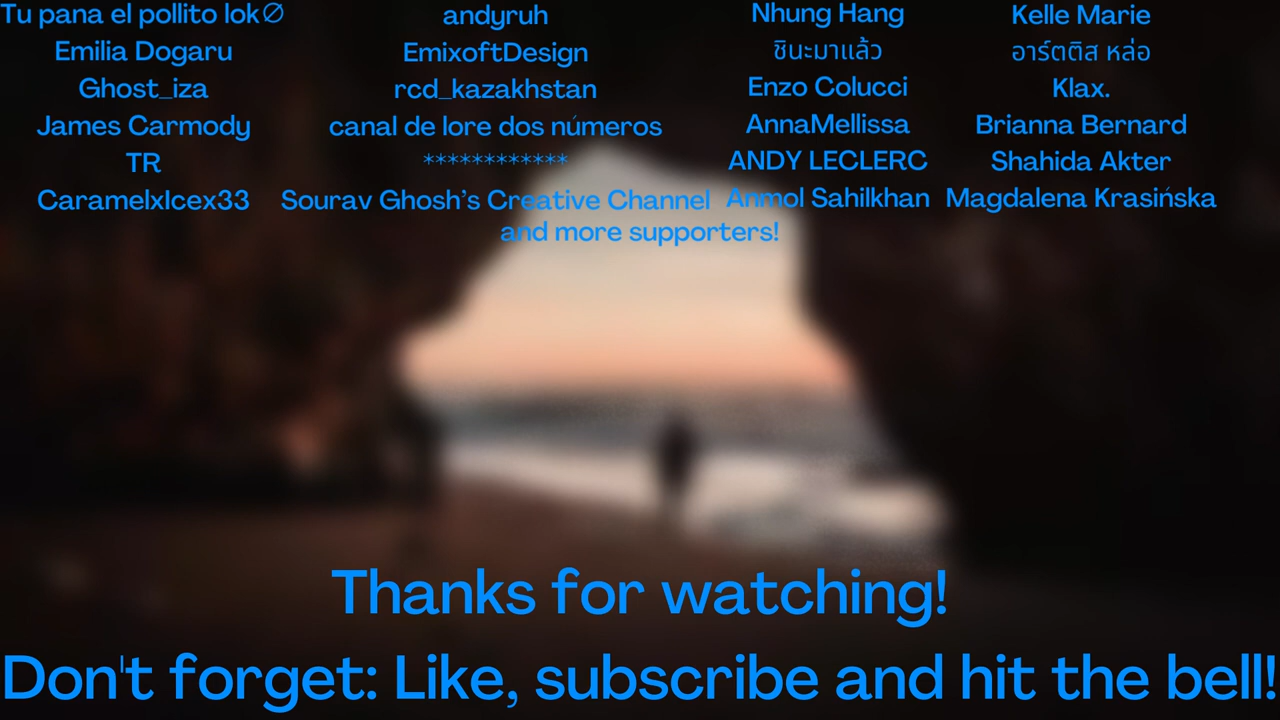 Tu pana el pollito lok∅
Emilia Dogaru
Ghost_iza
James Carmody
TR
CaramelxIcex33
andyruh
EmixoftDesign
rcd_kazakhstan
canal de lore dos números
************
Sourav Ghosh’s Creative Channel
Nhung Hang
ชินะมาแล้ว
Enzo Colucci
AnnaMellissa
ANDY LECLERC
Anmol Sahilkhan
Kelle Marie
อาร์ตติส หล่อ
Klax.
Brianna Bernard
Shahida Akter
Magdalena Krasińska
and more supporters!
Thanks for watching!
Don't forget: Like, subscribe and hit the bell!